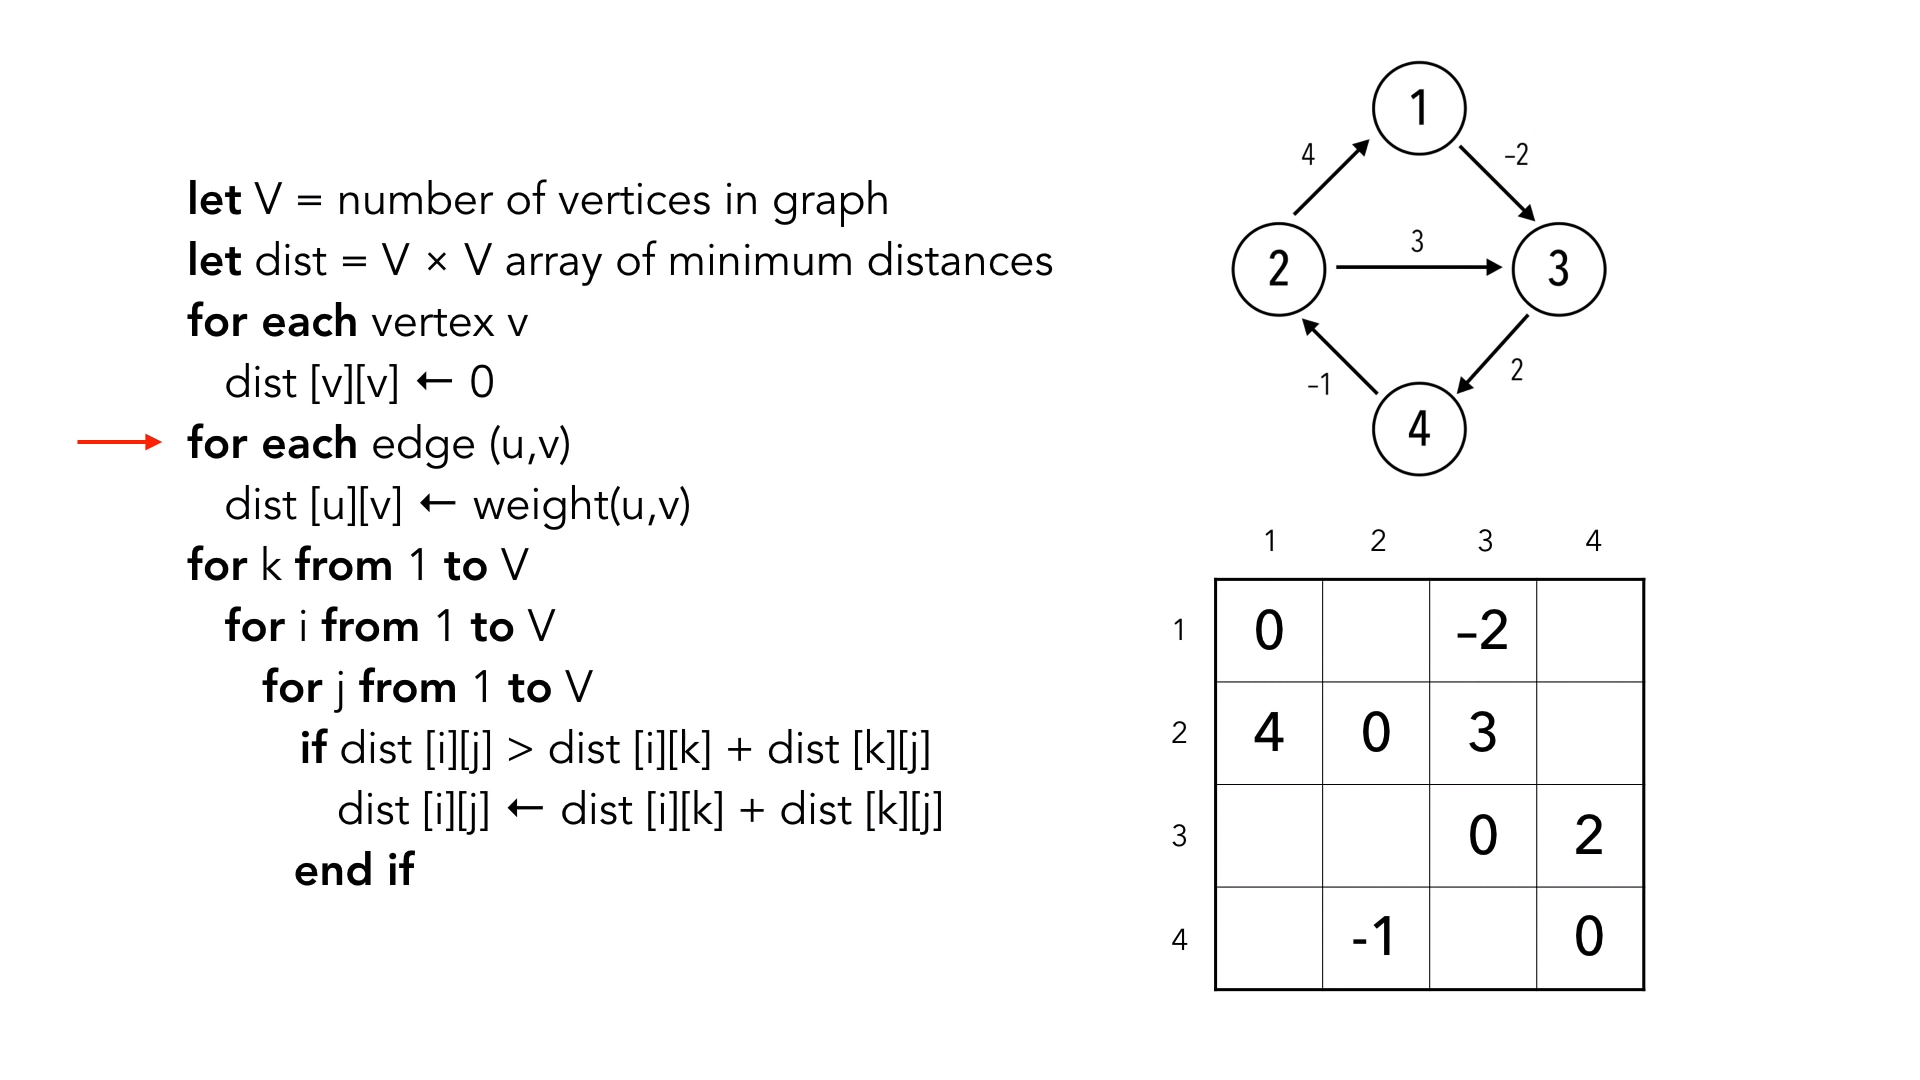 let V = number of vertices in graph
let dist = V × V array of minimum distances
for each vertex v
dist [v][v] ← 0
for each edge (u,v)
dist [u][v] ← weight(u,v)
for k from 1 to V
for i from 1 to V
for j from 1 to V
if dist [i][j] > dist [i][k] + dist [k][j]
dist [i][j] ← dist [i][k] + dist [k][j]
end if
1
4 –2
3
2 3
–1 2
4
1 2 3 4
1 0 –2
2 4 0 3
3 0 2
4 -1 0